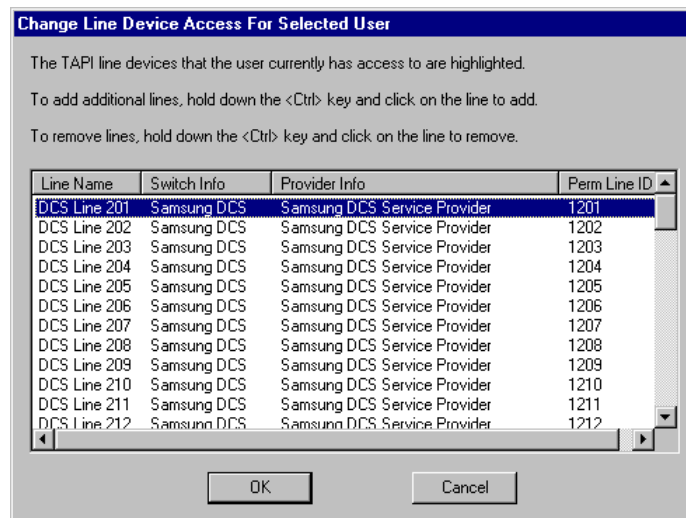 Change Line Device Access For Selected User
The TAPI line devices that the user currently has access to are highlighted.
To add additional lines, hold down the <Ctrl> key and click on the line to add.
To remove lines, hold down the <Ctrl> key and click on the line to remove.
Line Name Switch Info Provider Info Perm Line ID
DCS Line 201 Samsung DCS Samsung DCS Service Provider 1201
DCS Line 202 Samsung DCS Samsung DCS Service Provider 1202
DCS Line 203 Samsung DCS Samsung DCS Service Provider 1203
DCS Line 204 Samsung DCS Samsung DCS Service Provider 1204
DCS Line 205 Samsung DCS Samsung DCS Service Provider 1205
DCS Line 206 Samsung DCS Samsung DCS Service Provider 1206
DCS Line 207 Samsung DCS Samsung DCS Service Provider 1207
DCS Line 208 Samsung DCS Samsung DCS Service Provider 1208
DCS Line 209 Samsung DCS Samsung DCS Service Provider 1209
DCS Line 210 Samsung DCS Samsung DCS Service Provider 1210
DCS Line 211 Samsung DCS Samsung DCS Service Provider 1211
DCS Line 212 Samsung DCS Samsung DCS Service Provider 1212
OK Cancel